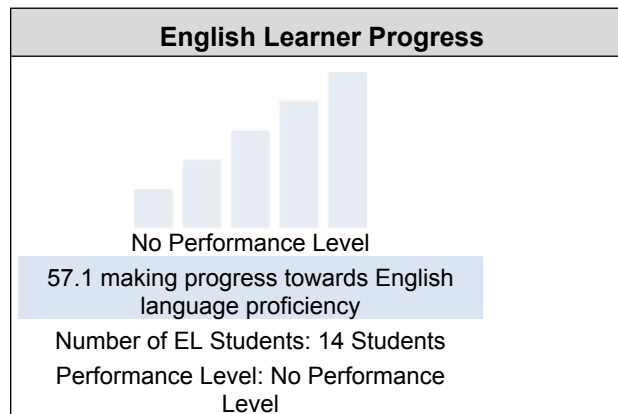 English Learner Progress
No Performance Level
57.1 making progress towards English
language proficiency
Number of EL Students: 14 Students
Performance Level: No Performance
Level